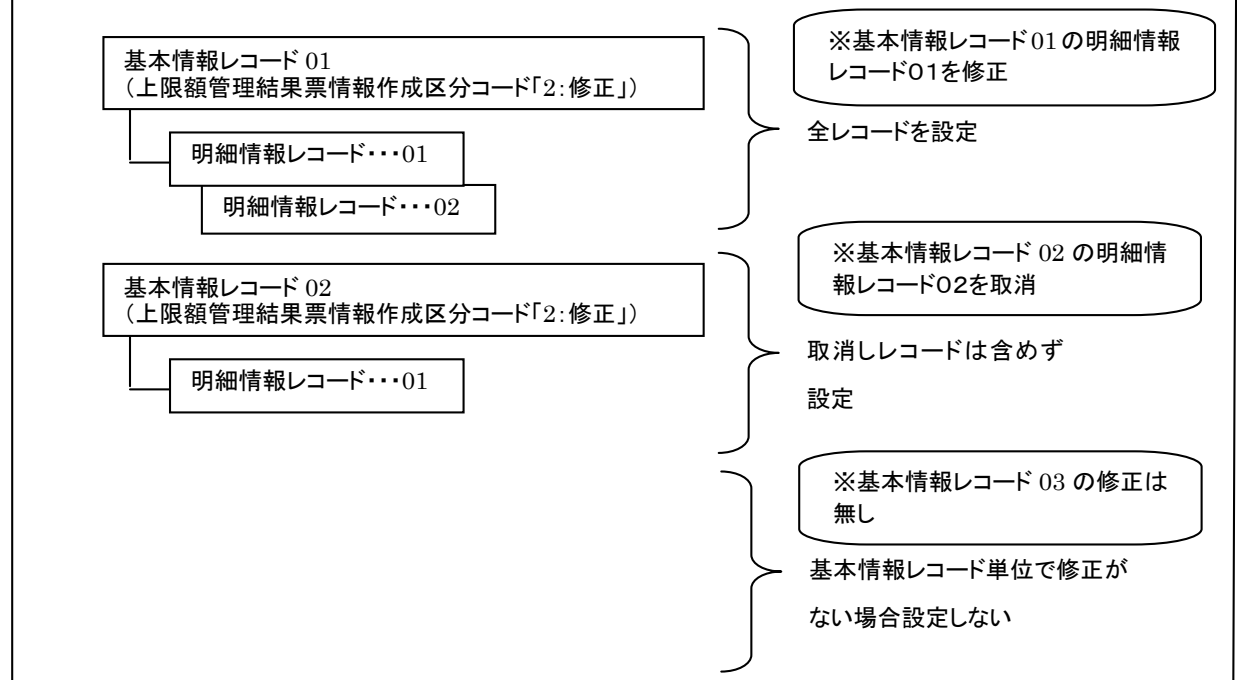 基本情報レコード 01
（上限額管理結果票情報作成区分コード「2：修正」）
明細情報レコード・・・01
明細情報レコード・・・02
※基本情報レコード 01 の明細情報
レコード０１を修正
全レコードを設定
基本情報レコード 02
（上限額管理結果票情報作成区分コード「2：修正」）
明細情報レコード・・・01
※基本情報レコード 02 の明細情
報レコード０２を取消
取消しレコードは含めず
設定
※基本情報レコード 03 の修正は
無し
基本情報レコード単位で修正が
ない場合設定しない